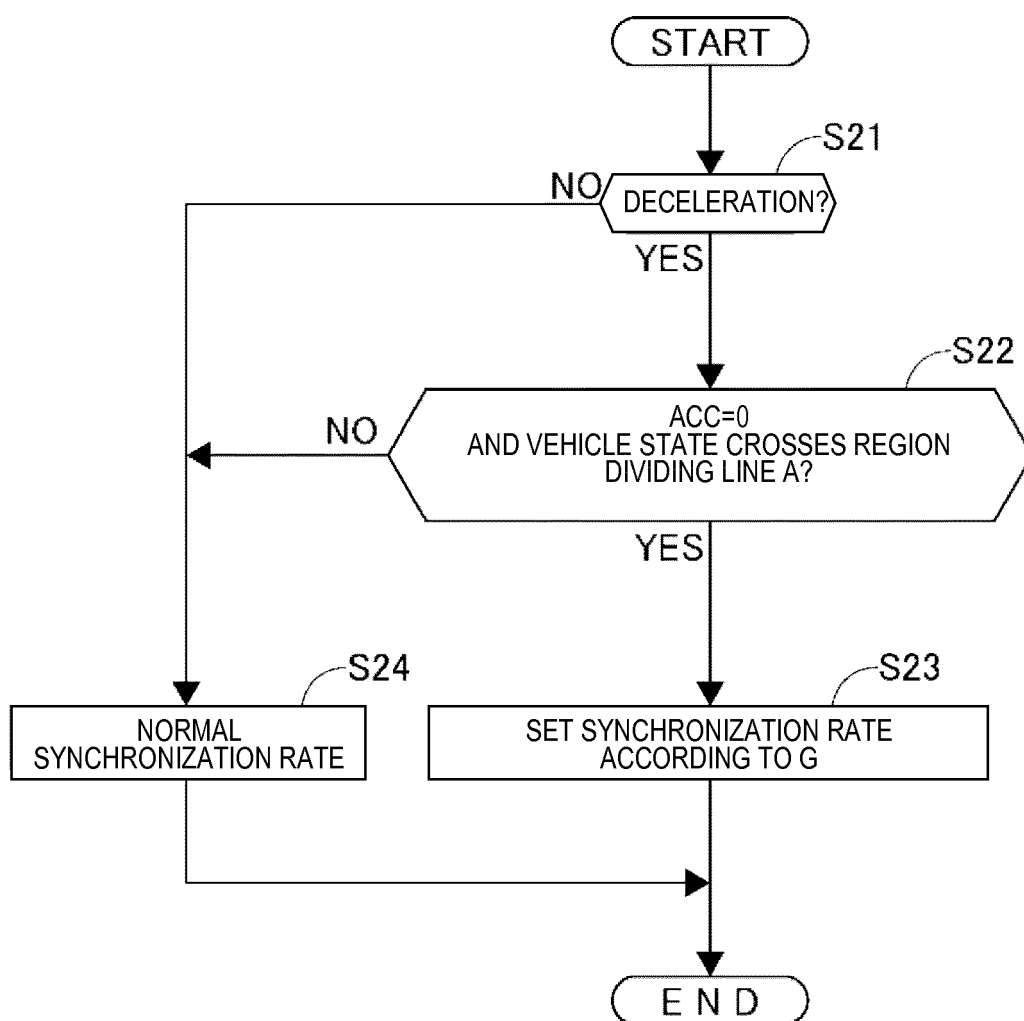 START
S21
NO
DECELERATION?
YES
S22
NO
ACC=0
AND VEHICLE STATE CROSSES REGION
DIVIDING LINE A?
YES
S24
S23
NORMAL
SYNCHRONIZATION RATE
SET SYNCHRONIZATION RATE
ACCORDING TO G
END